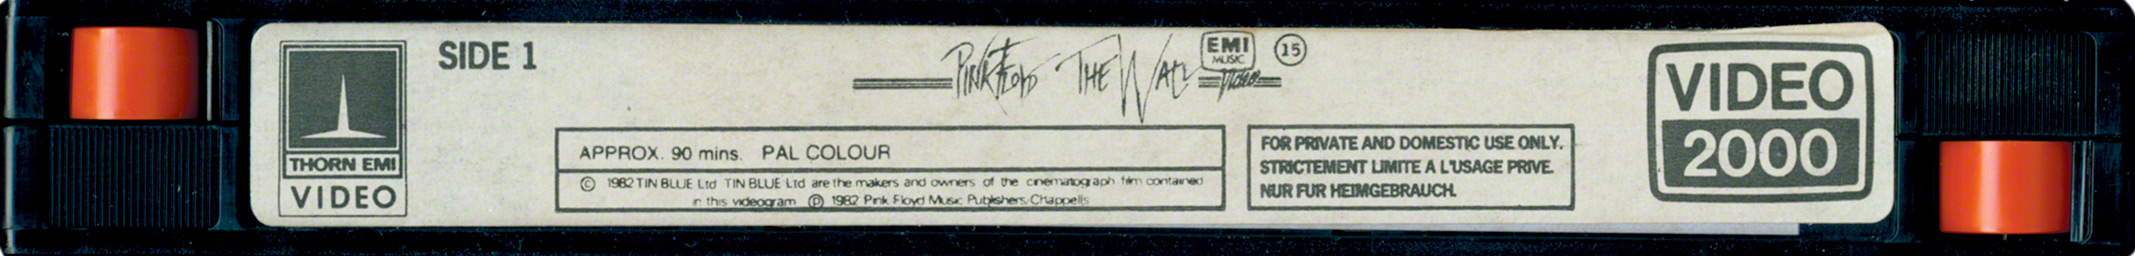 THORN EMI
VIDEO
SIDE 1
PINK FLOYD THE WALL
EMI
MUSIC
Video
15
APPROX. 90 mins. PAL COLOUR
© 1982 TIN BLUE Ltd TIN BLUE Ltd are the makers and owners of the cinematograph film contained
in this videogram ℗ 1982 Pink Floyd Music Publishers/Chappells
FOR PRIVATE AND DOMESTIC USE ONLY.
STRICTEMENT LIMITE A L'USAGE PRIVE.
NUR FUR HEIMGEBRAUCH.
VIDEO
2000